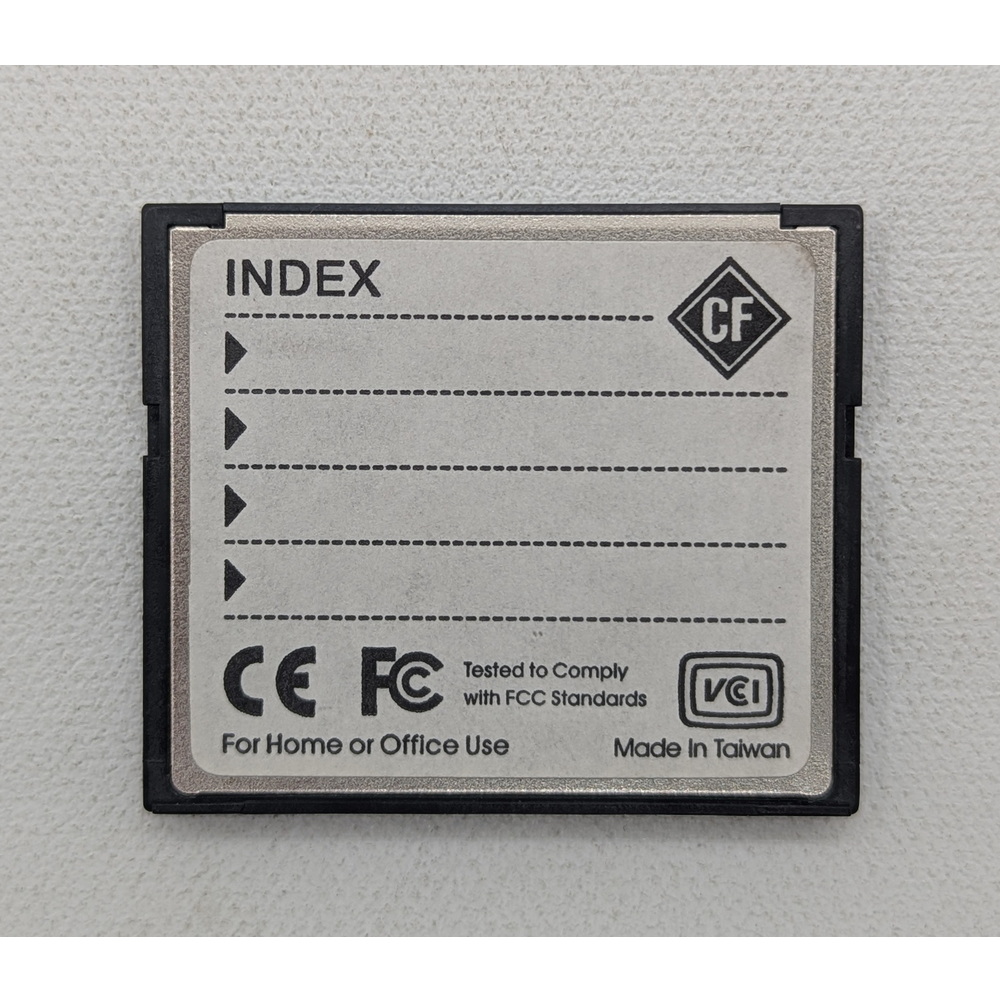 INDEX
CF
CE FC Tested to Comply
with FCC Standards
VCI
For Home or Office Use
Made In Taiwan